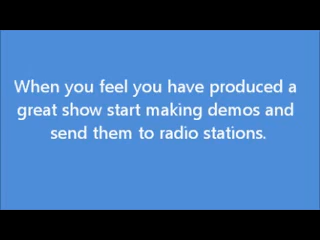 When you feel you have produced a
great show start making demos and
send them to radio stations.